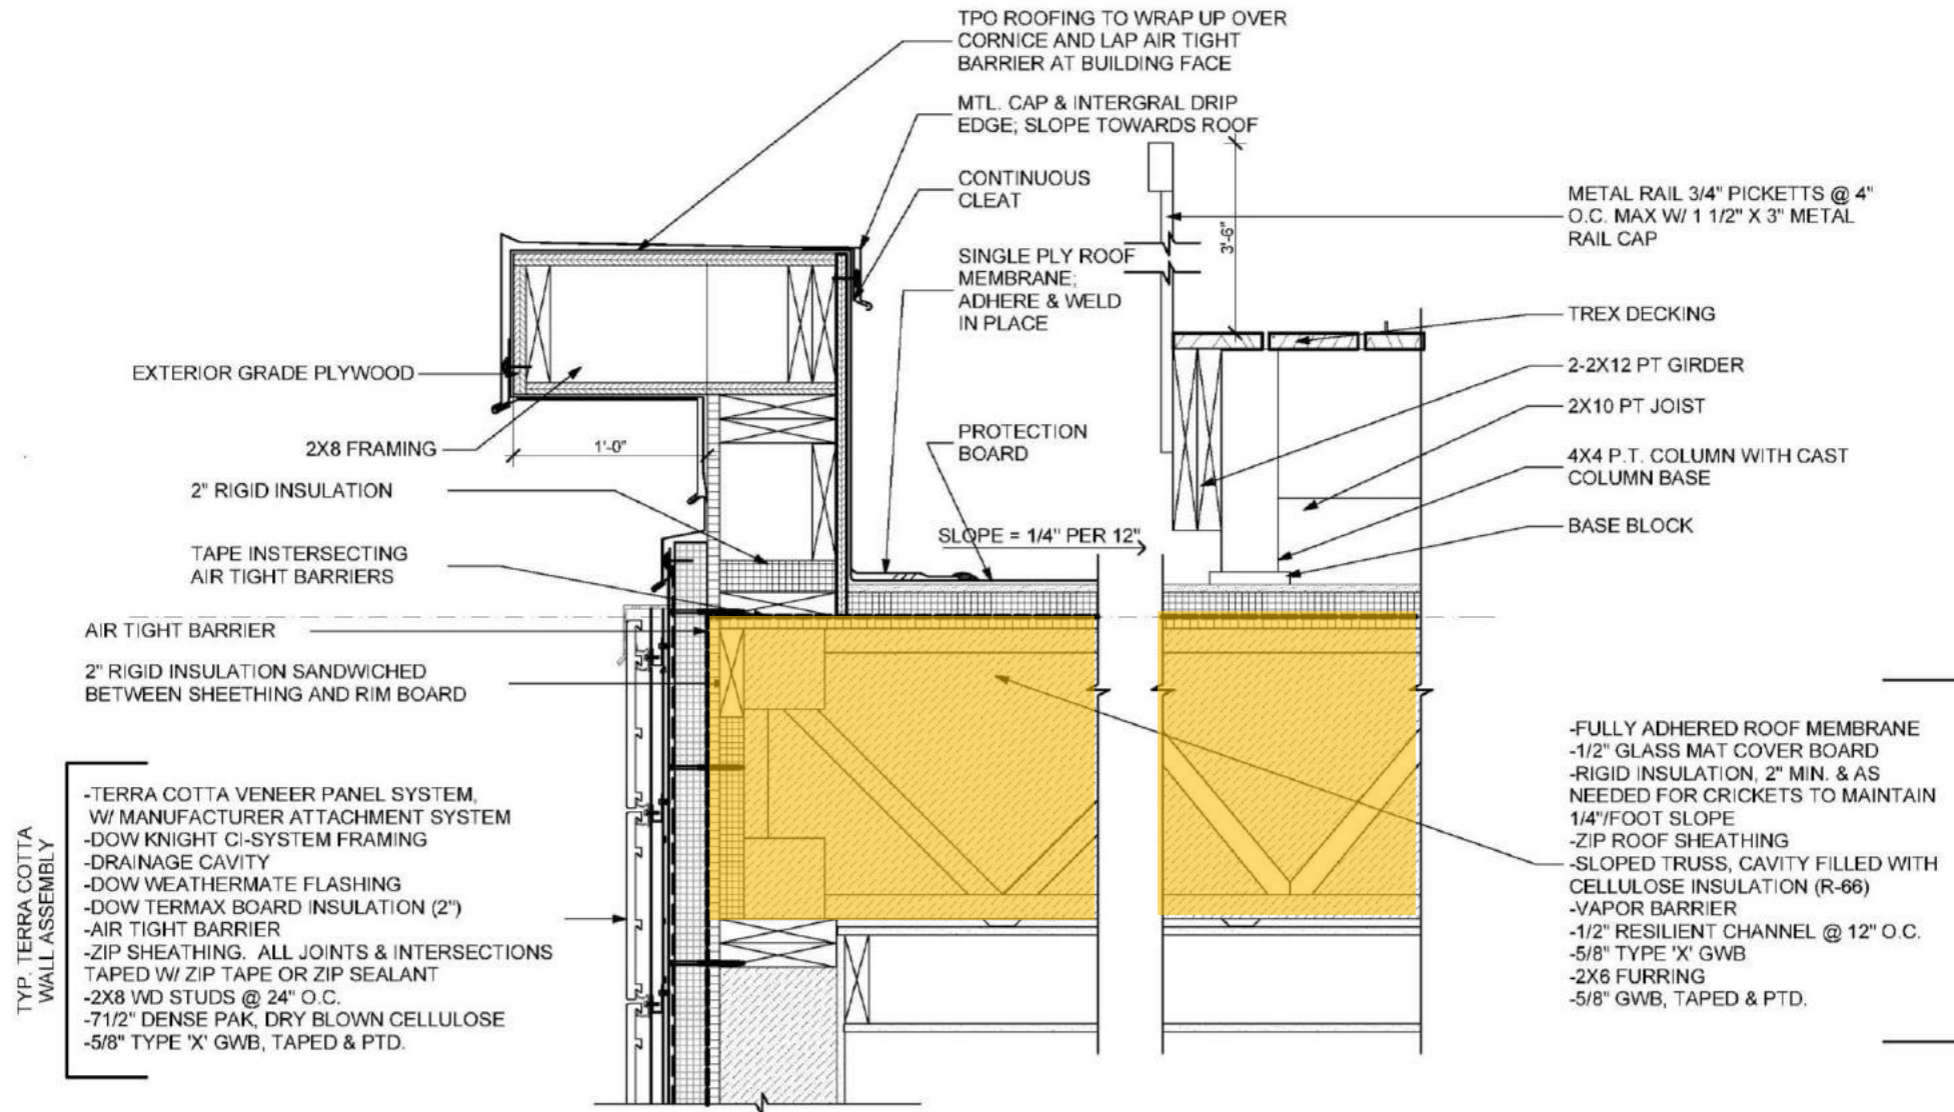 TPO ROOFING TO WRAP UP OVER
CORNICE AND LAP AIR TIGHT
BARRIER AT BUILDING FACE
MTL. CAP & INTERGRAL DRIP
EDGE; SLOPE TOWARDS ROOF
CONTINUOUS
CLEAT
SINGLE PLY ROOF
MEMBRANE;
ADHERE & WELD
IN PLACE
PROTECTION
BOARD
SLOPE = 1/4" PER 12"
3'-6"
1'-0"
EXTERIOR GRADE PLYWOOD
2X8 FRAMING
2" RIGID INSULATION
TAPE INSTERSECTING
AIR TIGHT BARRIERS
AIR TIGHT BARRIER
2" RIGID INSULATION SANDWICHED
BETWEEN SHEETHING AND RIM BOARD
TYP. TERRA COTTA
WALL ASSEMBLY
-TERRA COTTA VENEER PANEL SYSTEM,
W/ MANUFACTURER ATTACHMENT SYSTEM
-DOW KNIGHT CI-SYSTEM FRAMING
-DRAINAGE CAVITY
-DOW WEATHERMATE FLASHING
-DOW TERMAX BOARD INSULATION (2")
-AIR TIGHT BARRIER
-ZIP SHEATHING. ALL JOINTS & INTERSECTIONS
TAPED W/ ZIP TAPE OR ZIP SEALANT
-2X8 WD STUDS @ 24" O.C.
-71/2" DENSE PAK, DRY BLOWN CELLULOSE
-5/8" TYPE 'X' GWB, TAPED & PTD.
METAL RAIL 3/4" PICKETTS @ 4"
O.C. MAX W/ 1 1/2" X 3" METAL
RAIL CAP
TREX DECKING
2-2X12 PT GIRDER
2X10 PT JOIST
4X4 P.T. COLUMN WITH CAST
COLUMN BASE
BASE BLOCK
-FULLY ADHERED ROOF MEMBRANE
-1/2" GLASS MAT COVER BOARD
-RIGID INSULATION, 2" MIN. & AS
NEEDED FOR CRICKETS TO MAINTAIN
1/4"/FOOT SLOPE
-ZIP ROOF SHEATHING
-SLOPED TRUSS, CAVITY FILLED WITH
CELLULOSE INSULATION (R-66)
-VAPOR BARRIER
-1/2" RESILIENT CHANNEL @ 12" O.C.
-5/8" TYPE 'X' GWB
-2X6 FURRING
-5/8" GWB, TAPED & PTD.